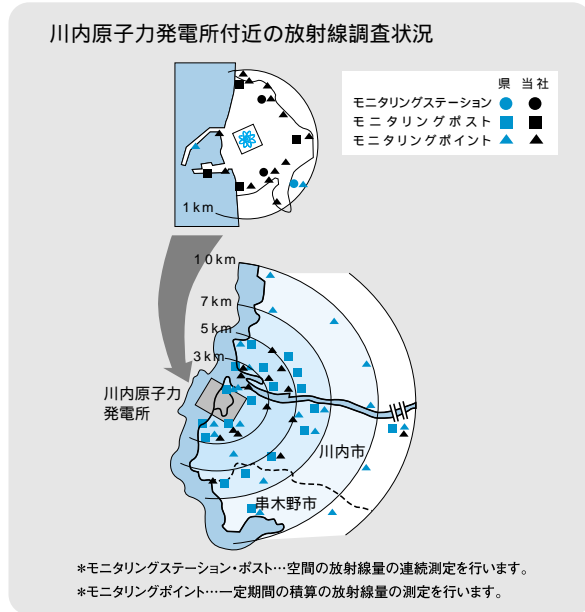 川内原子力発電所付近の放射線調査状況
県 当社
モニタリングステーション
モニタリングポスト
モニタリングポイント
1km
10km
7km
5km
3km
川内原子力
発電所
川内市
串木野市
*モニタリングステーション・ポスト…空間の放射線量の連続測定を行います。
*モニタリングポイント…一定期間の積算の放射線量の測定を行います。